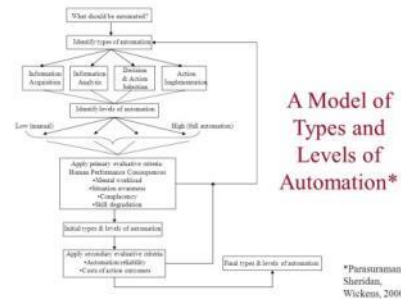 What should be automated?
Identify types of automation
Information
Acquisition
Information
Analysis
Decision
& Action
Selection
Action
Implementation
Identify levels of automation
Low (manual)
High (full automation)
Apply primary evaluative criteria
Human Performance Consequences
•Mental workload
•Situation awareness
•Complacency
•Skill degradation
Initial types & levels of automation
Apply secondary evaluative criteria
•Automation reliability
•Costs of action outcomes
Final types & levels of automation
A Model of
Types and
Levels of
Automation*
*Parasuraman
Sheridan,
Wickens, 2000